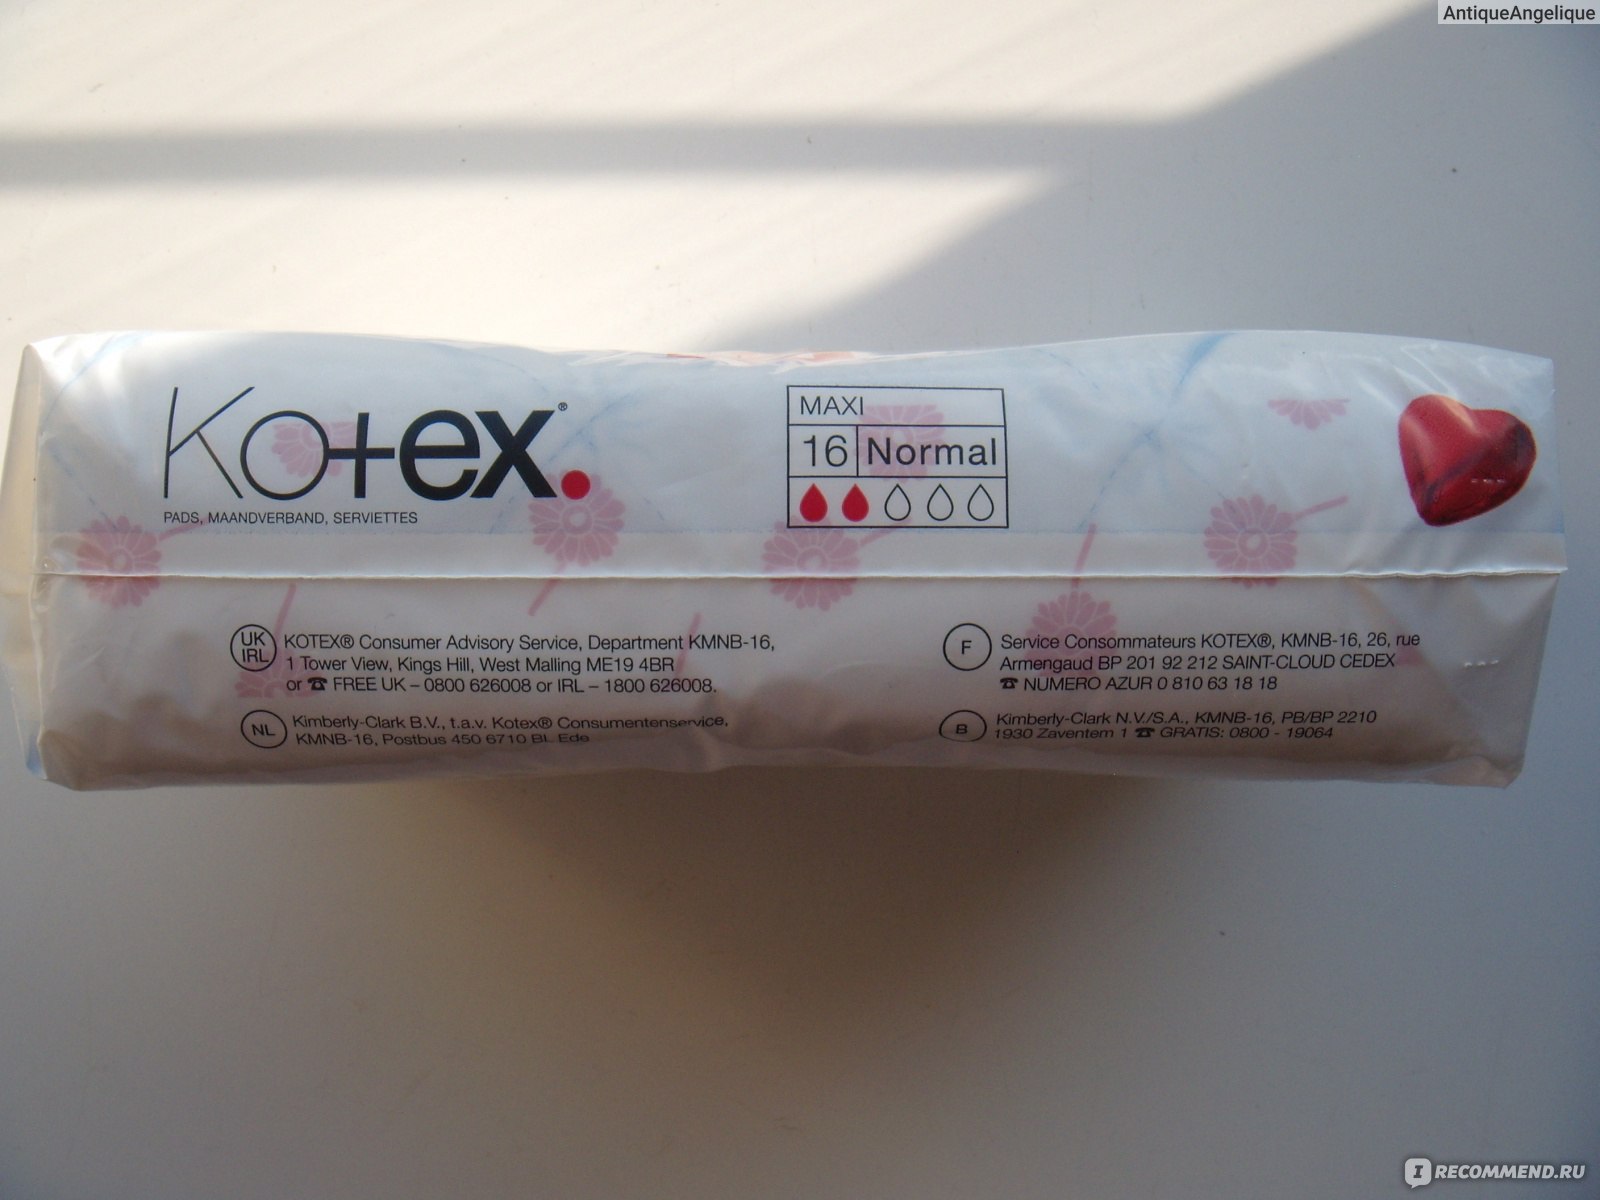 AntiqueAngelique
Kotex®
PADS, MAANDVERBAND, SERVIETTES
MAXI
16 Normal
UK IRL
KOTEX® Consumer Advisory Service, Department KMNB-16,
1 Tower View, Kings Hill, West Malling ME19 4BR
or ☎ FREE UK – 0800 626008 or IRL – 1800 626008.
NL
Kimberly-Clark B.V., t.a.v. Kotex® Consumentenservice,
KMNB-16, Postbus 450 6710 BL Ede
F
Service Consommateurs KOTEX®, KMNB-16, 26, rue
Armengaud BP 201 92 212 SAINT-CLOUD CEDEX
☎ NUMERO AZUR 0 810 63 18 18
B
Kimberly-Clark N.V./S.A., KMNB-16, PB/BP 2210
1930 Zaventem 1 ☎ GRATIS: 0800 - 19064
IRECOMMEND.RU